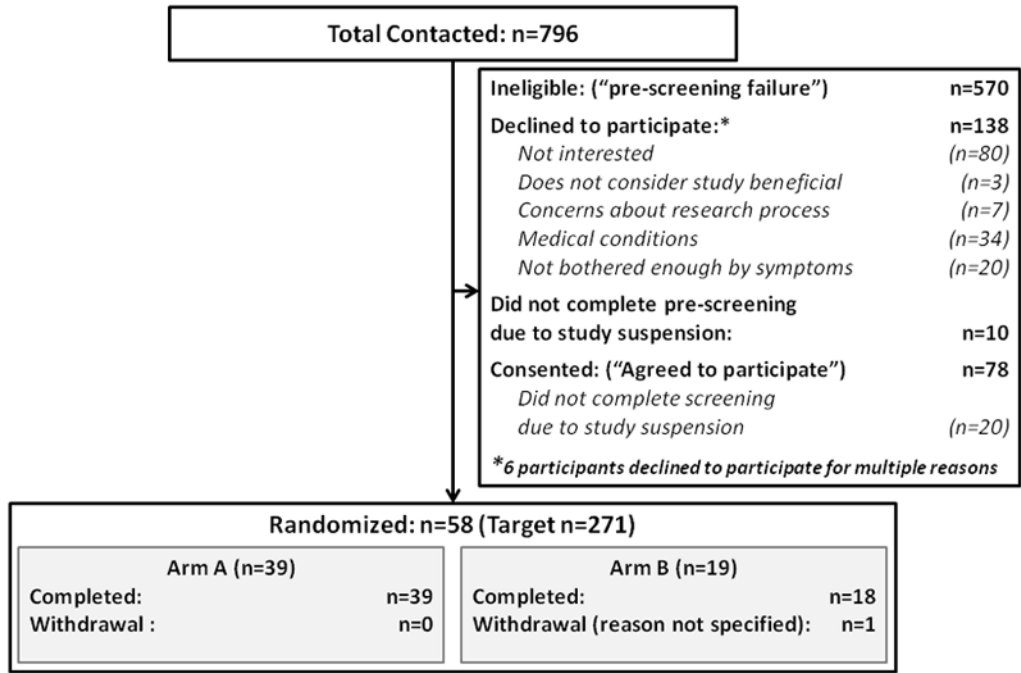 Total Contacted: n=796
Ineligible: (“pre-screening failure”) n=570
Declined to participate:* n=138
Not interested (n=80)
Does not consider study beneficial (n=3)
Concerns about research process (n=7)
Medical conditions (n=34)
Not bothered enough by symptoms (n=20)
Did not complete pre-screening
due to study suspension: n=10
Consented: (“Agreed to participate”) n=78
Did not complete screening
due to study suspension (n=20)
*6 participants declined to participate for multiple reasons
Randomized: n=58 (Target n=271)
Arm A (n=39)
Completed: n=39
Withdrawal : n=0
Arm B (n=19)
Completed: n=18
Withdrawal (reason not specified): n=1